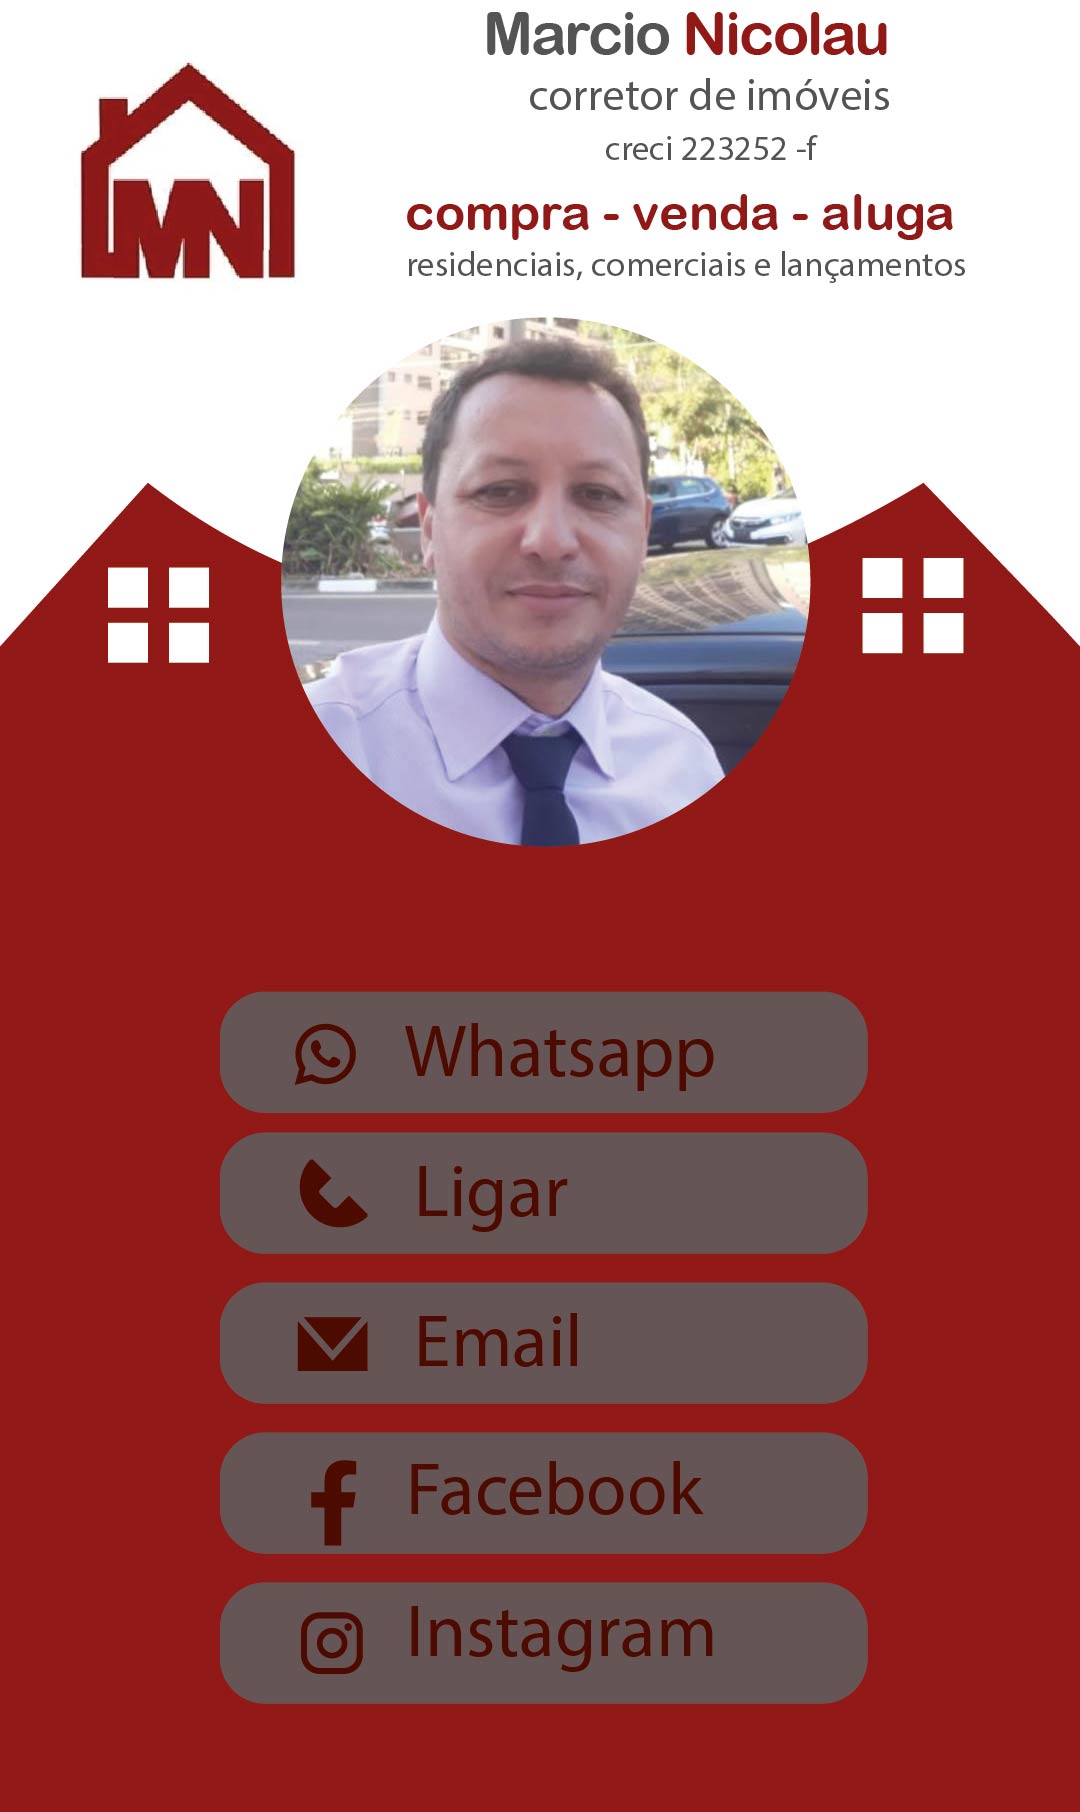 Marcio Nicolau
corretor de imóveis
creci 223252 -f
compra - venda - aluga
residenciais, comerciais e lançamentos
MN
Whatsapp
Ligar
Email
Facebook
Instagram